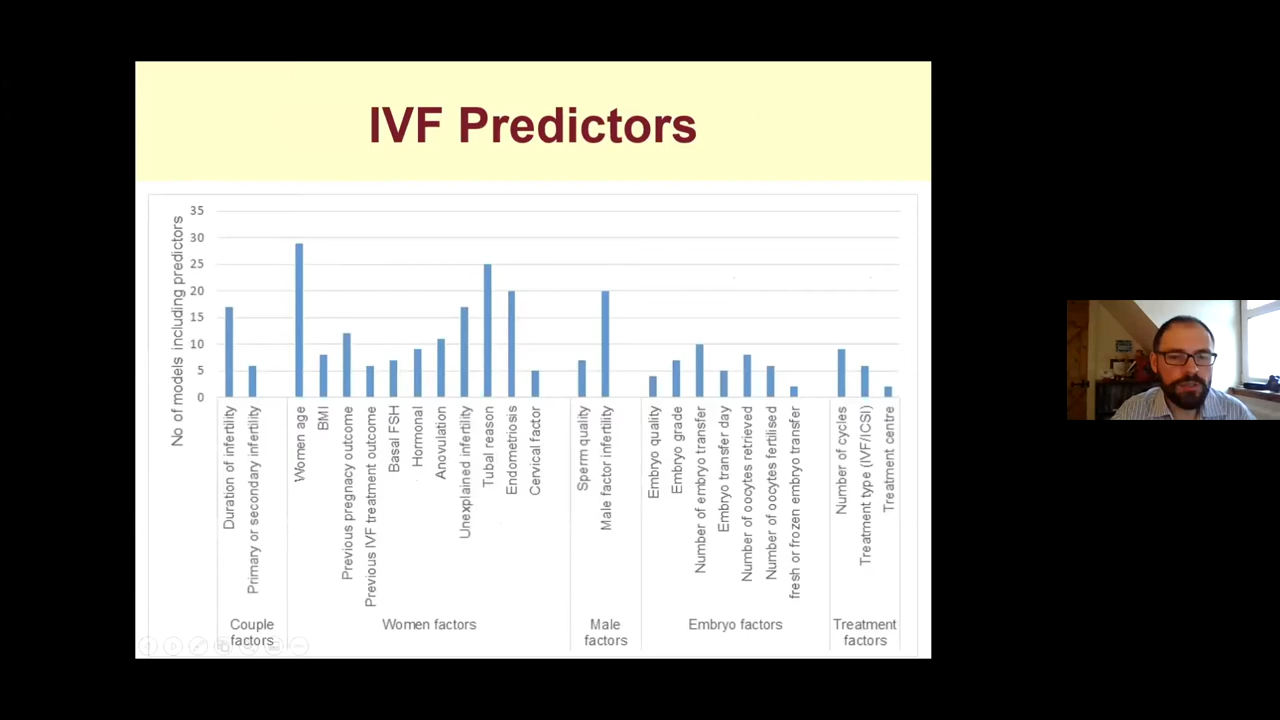 IVF Predictors
No of models including predictors
35
30
25
20
15
10
5
0
Duration of infertility
Primary or secondary infertility
Women age
BMI
Previous pregnacy outcome
Previous IVF treatment outcome
Basal FSH
Hormonal
Anovulation
Unexplained infertility
Tubal reason
Endometriosis
Cervical factor
Sperm quality
Male factor infertility
Embryo quality
Embryo grade
Number of embryo transfer
Embryo transfer day
Number of oocytes retrieved
Number of oocytes fertilised
fresh or frozen embryo transfer
Number of cycles
Treatment type (IVF/ICSI)
Treatment centre
Couple
factors
Women factors
Male
factors
Embryo factors
Treatment
factors